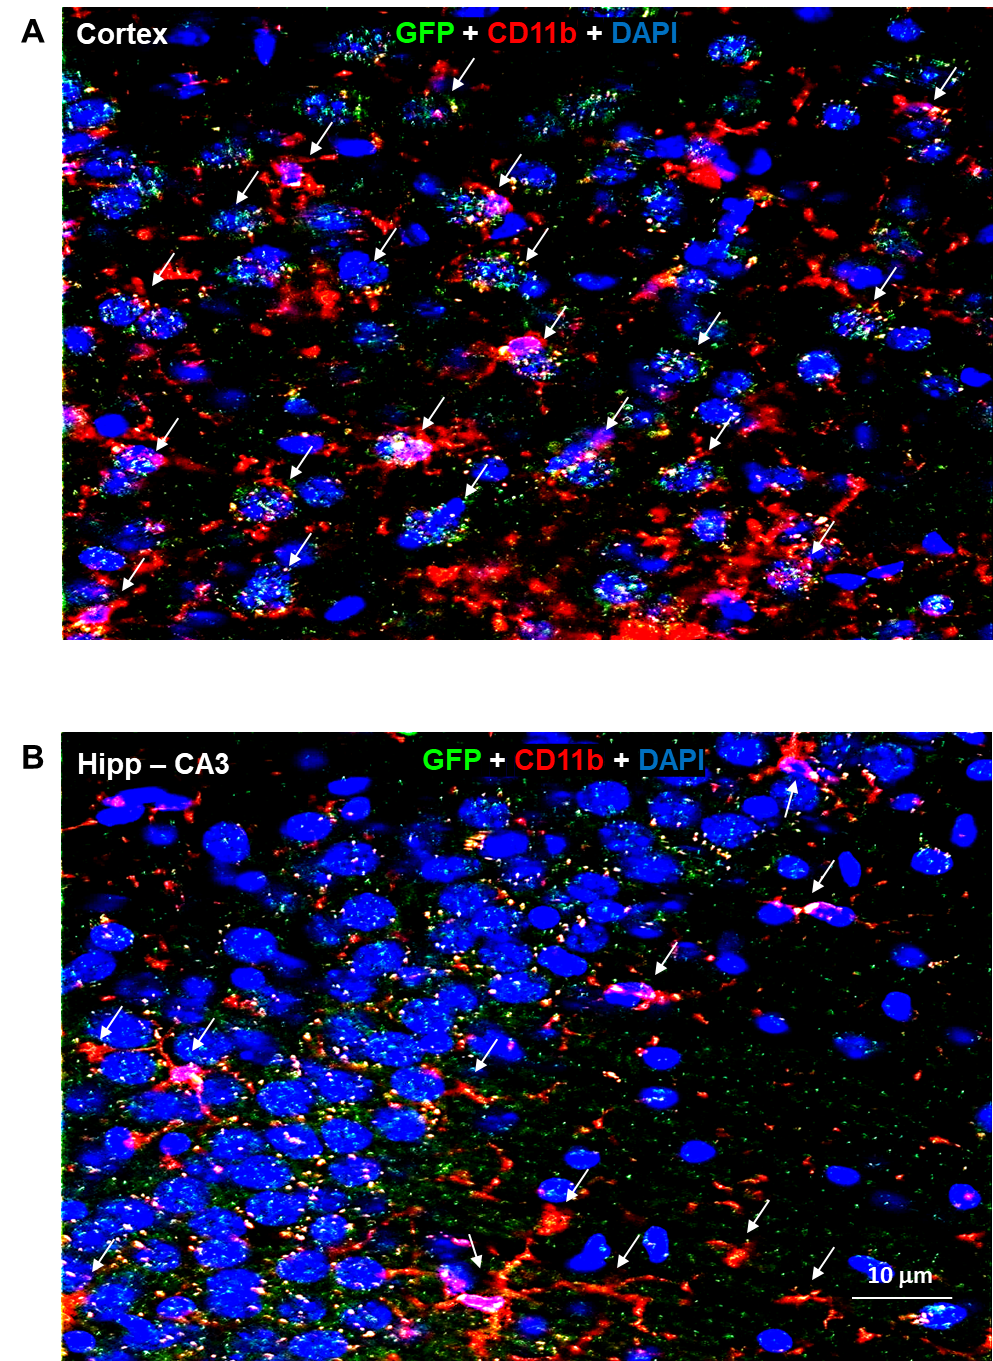 A
Cortex
GFP + CD11b + DAPI
B
Hipp – CA3
GFP + CD11b + DAPI
10 µm